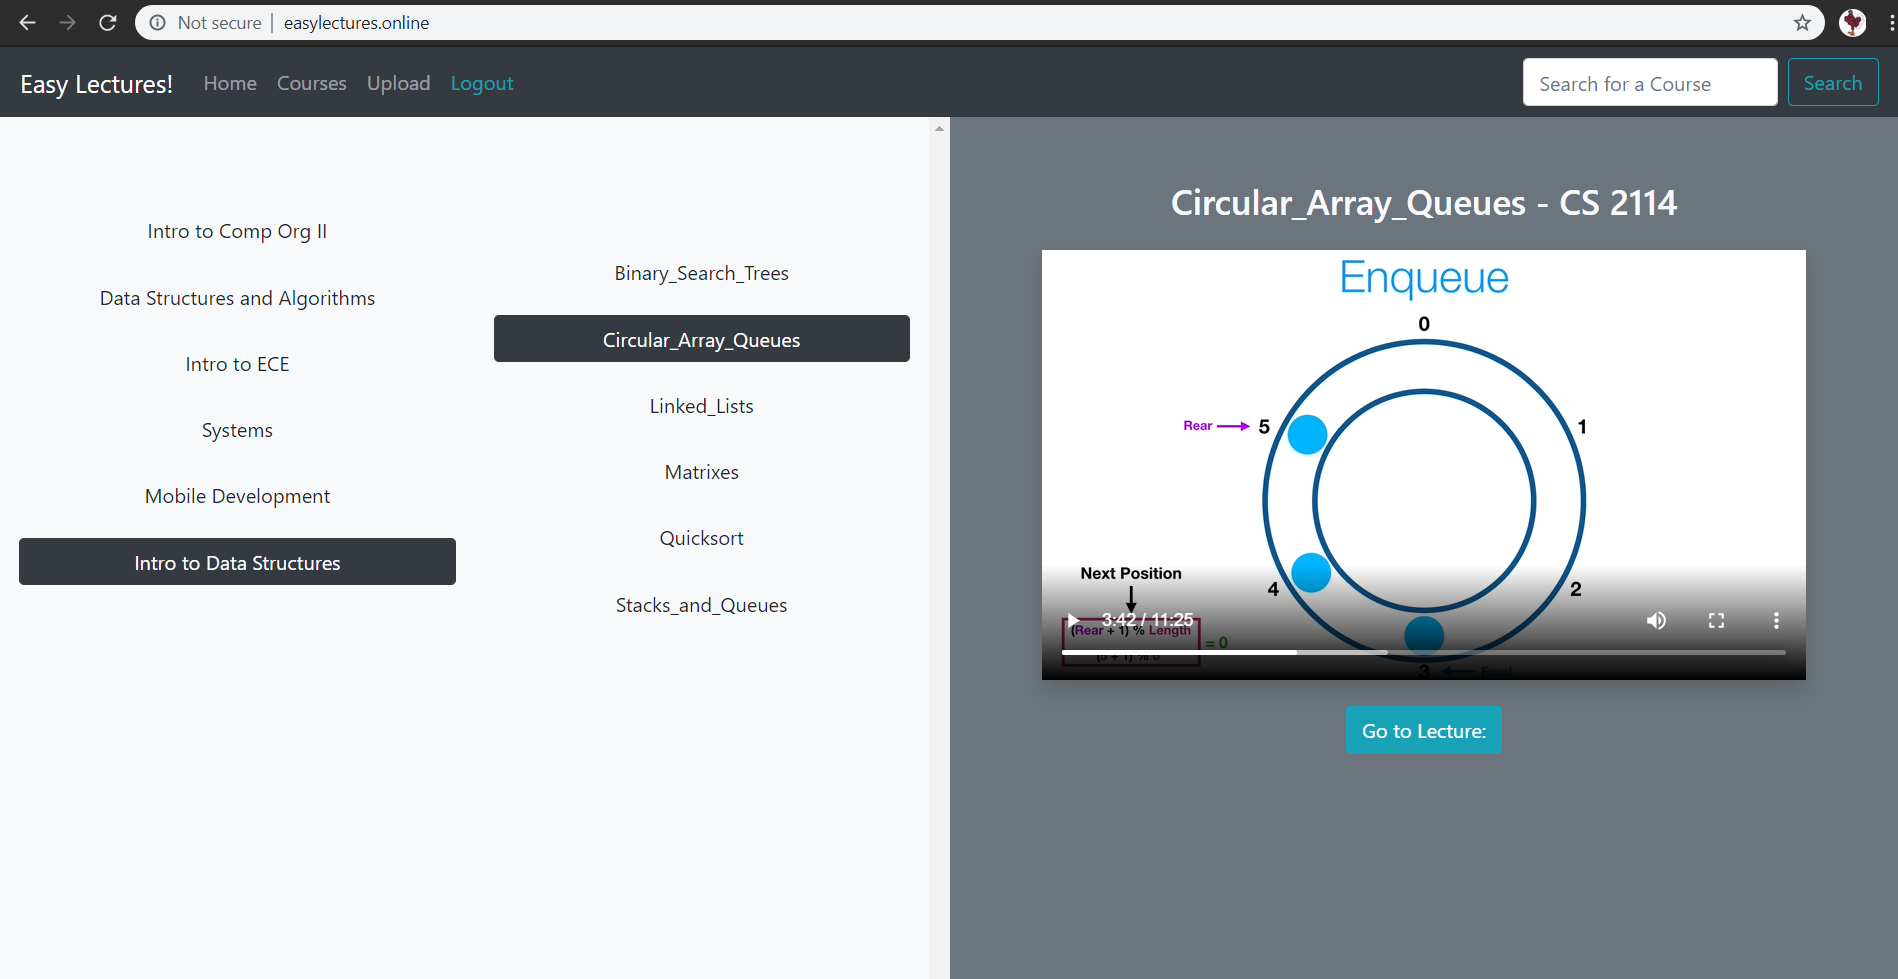 Not secure | easylectures.online
Easy Lectures! Home Courses Upload Logout Search for a Course Search
Intro to Comp Org II
Data Structures and Algorithms
Intro to ECE
Systems
Mobile Development
Intro to Data Structures
Binary_Search_Trees
Circular_Array_Queues
Linked_Lists
Matrixes
Quicksort
Stacks_and_Queues
Circular_Array_Queues - CS 2114
Enqueue
0
Rear 5 1
4 2
Next Position
3:42 / 11:25
(Rear + 1) % Length
= 0
(5 + 1) % 6
3 Front
Go to Lecture: